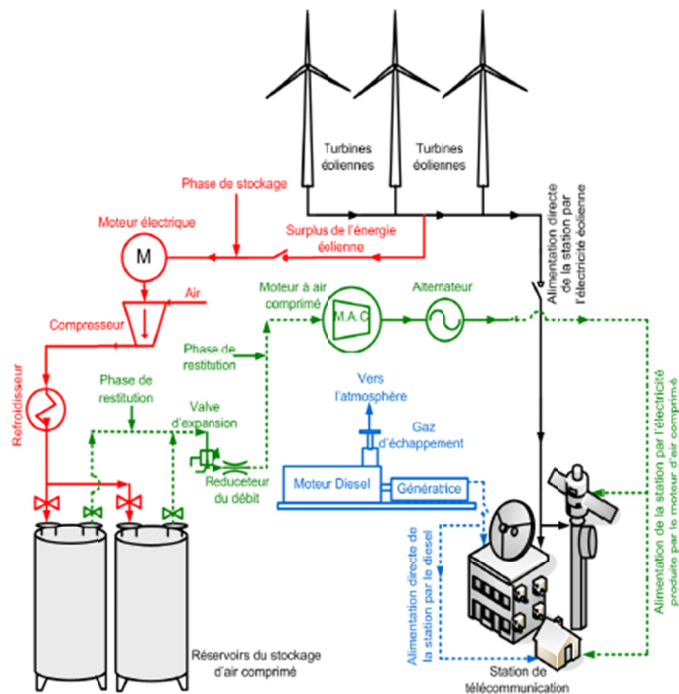 Turbines
éoliennes
Turbines
éoliennes
Phase de stockage
Moteur électrique
Surplus de l'énergie
éolienne
M
Alimentation directe
de la station par
l'électricité éolienne
Air
Compresseur
Moteur à air
comprimé
Alternateur
M.A.C
Phase de
restitution
Refroidisseur
Phase de
restitution
Valve
d'expansion
Vers
l'atmosphère
Gaz
d'échappement
Reduceteur
du débit
Moteur Diesel
Génératrice
Alimentation de la station par l'électricité
produite par le moteur d'air comprimé
Alimentation directe de
la station par le diesel
Réservoirs du stockage
d'air comprimé
Station de
télécommunication